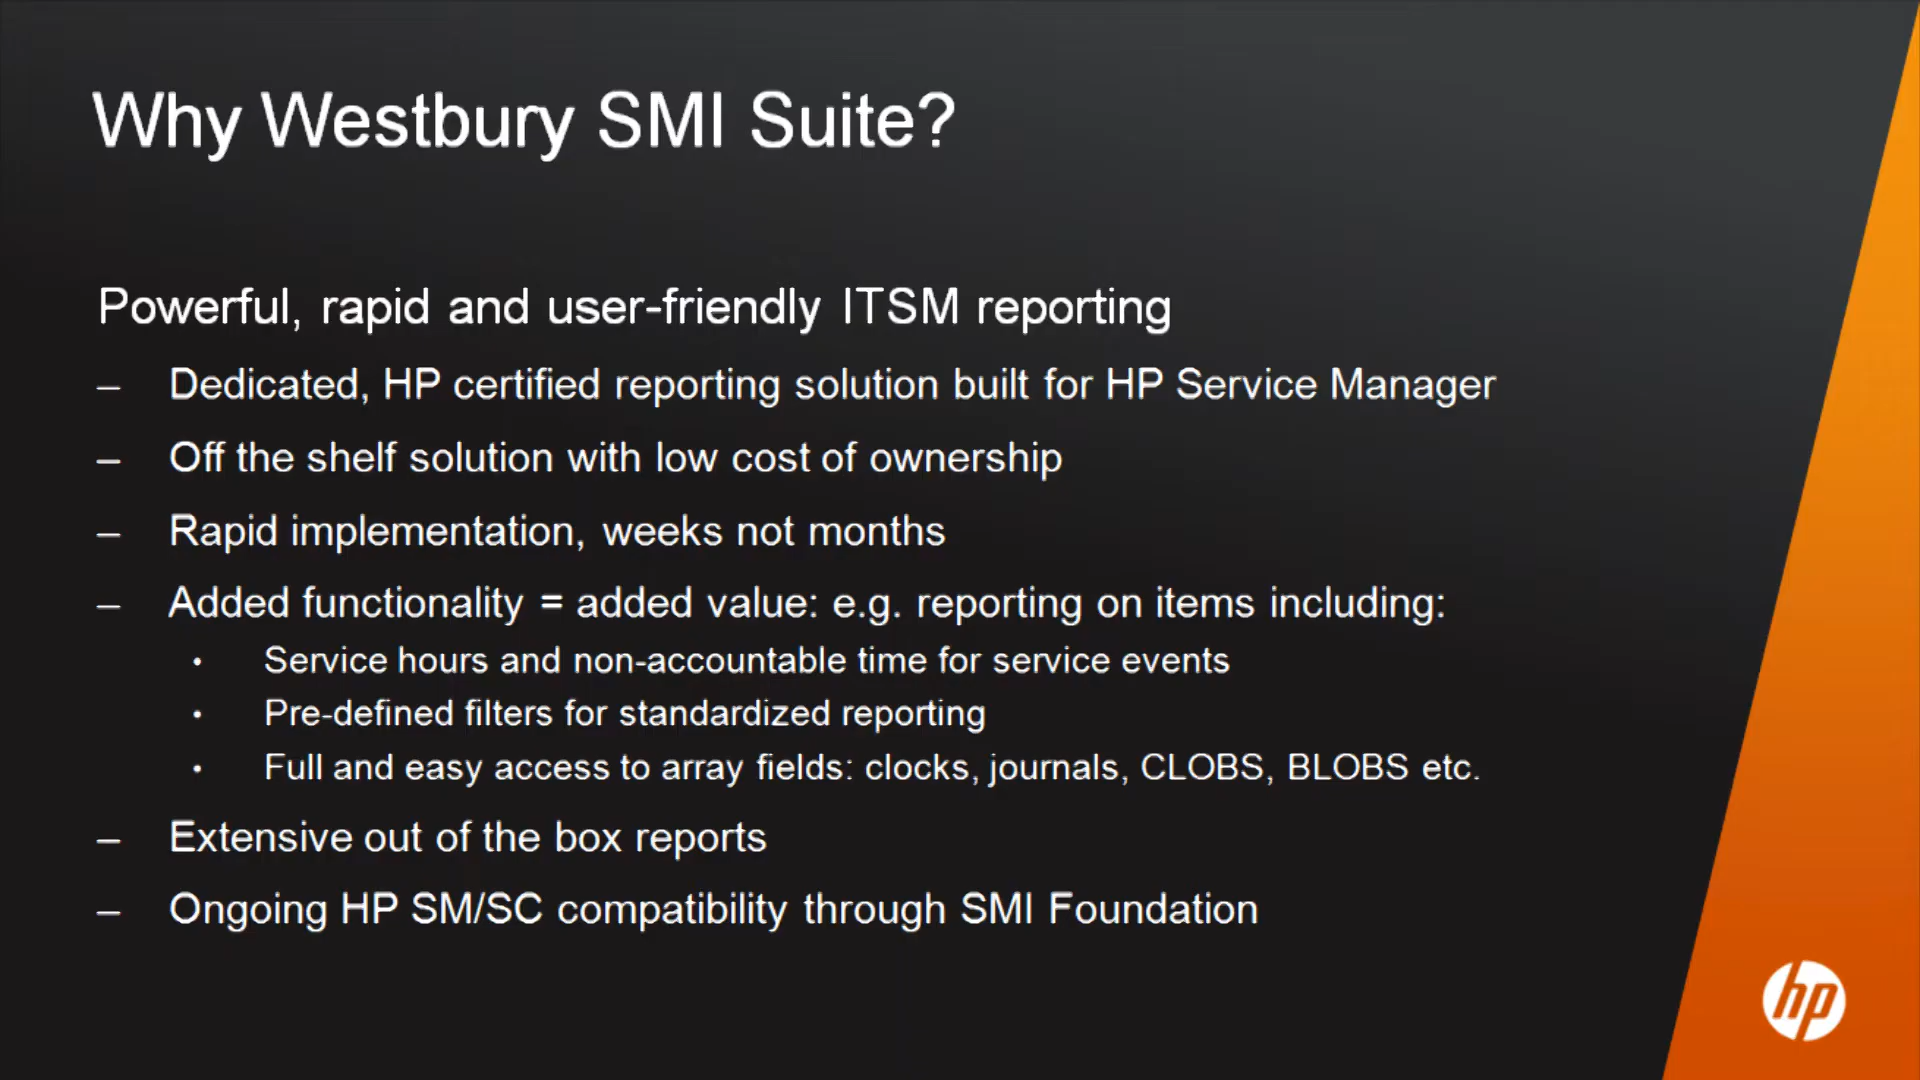 Why Westbury SMI Suite?
Powerful, rapid and user-friendly ITSM reporting
– Dedicated, HP certified reporting solution built for HP Service Manager
– Off the shelf solution with low cost of ownership
– Rapid implementation, weeks not months
– Added functionality = added value: e.g. reporting on items including:
• Service hours and non-accountable time for service events
• Pre-defined filters for standardized reporting
• Full and easy access to array fields: clocks, journals, CLOBS, BLOBS etc.
– Extensive out of the box reports
– Ongoing HP SM/SC compatibility through SMI Foundation
hp